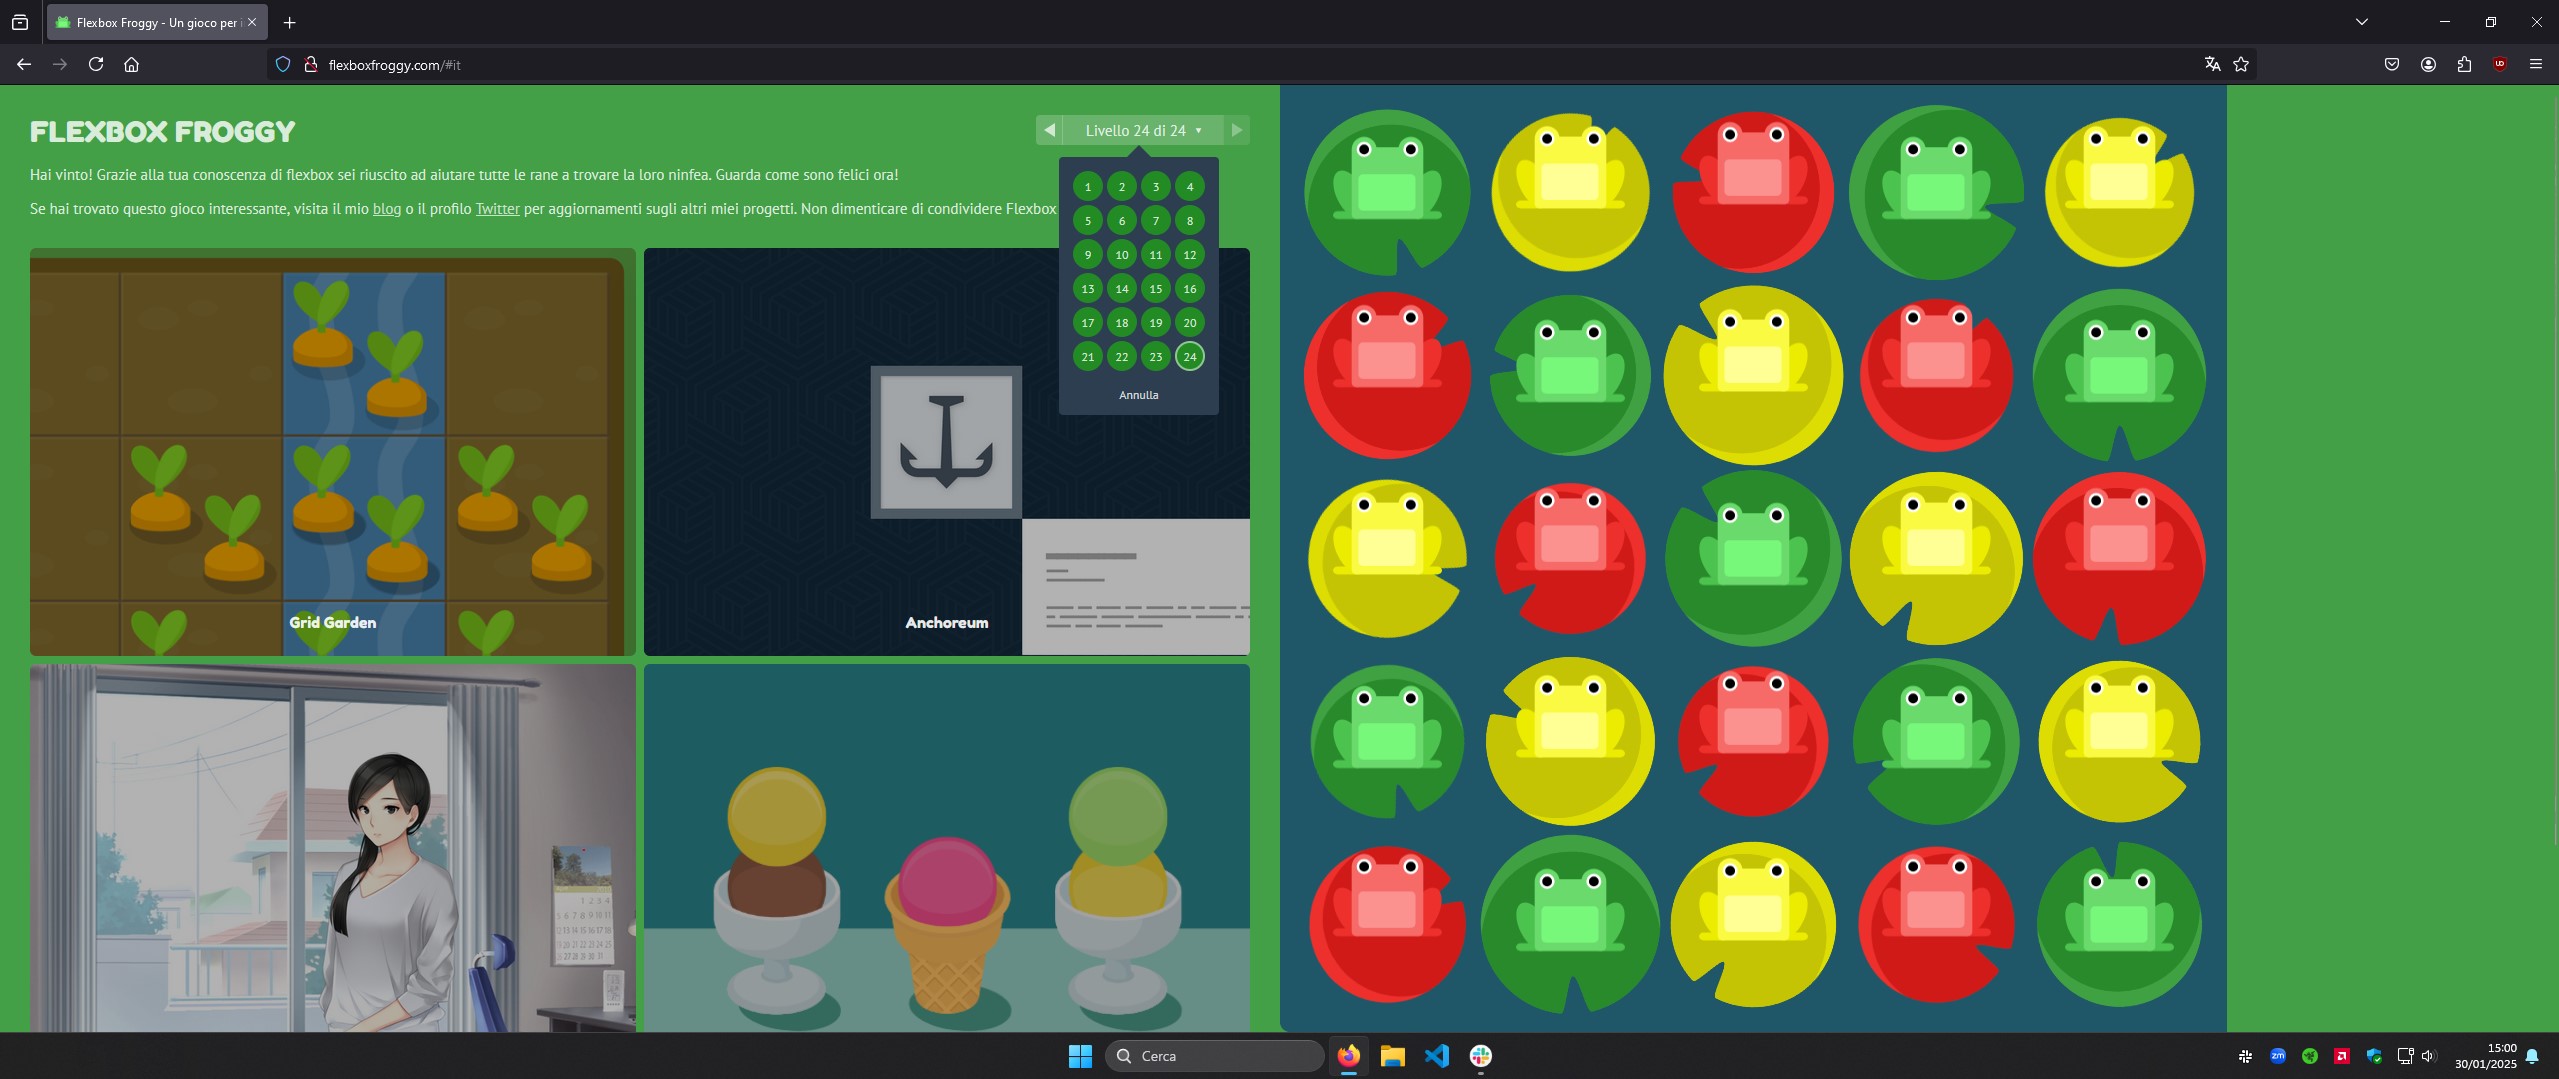 Flexbox Froggy - Un gioco per i
flexboxfroggy.com/#it
FLEXBOX FROGGY
Livello 24 di 24
Hai vinto! Grazie alla tua conoscenza di flexbox sei riuscito ad aiutare tutte le rane a trovare la loro ninfea. Guarda come sono felici ora!
Se hai trovato questo gioco interessante, visita il mio blog o il profilo Twitter per aggiornamenti sugli altri miei progetti. Non dimenticare di condividere Flexbox
1 2 3 4
5 6 7 8
9 10 11 12
13 14 15 16
17 18 19 20
21 22 23 24
Annulla
Grid Garden
Anchoreum
Cerca
zm
15:00
30/01/2025